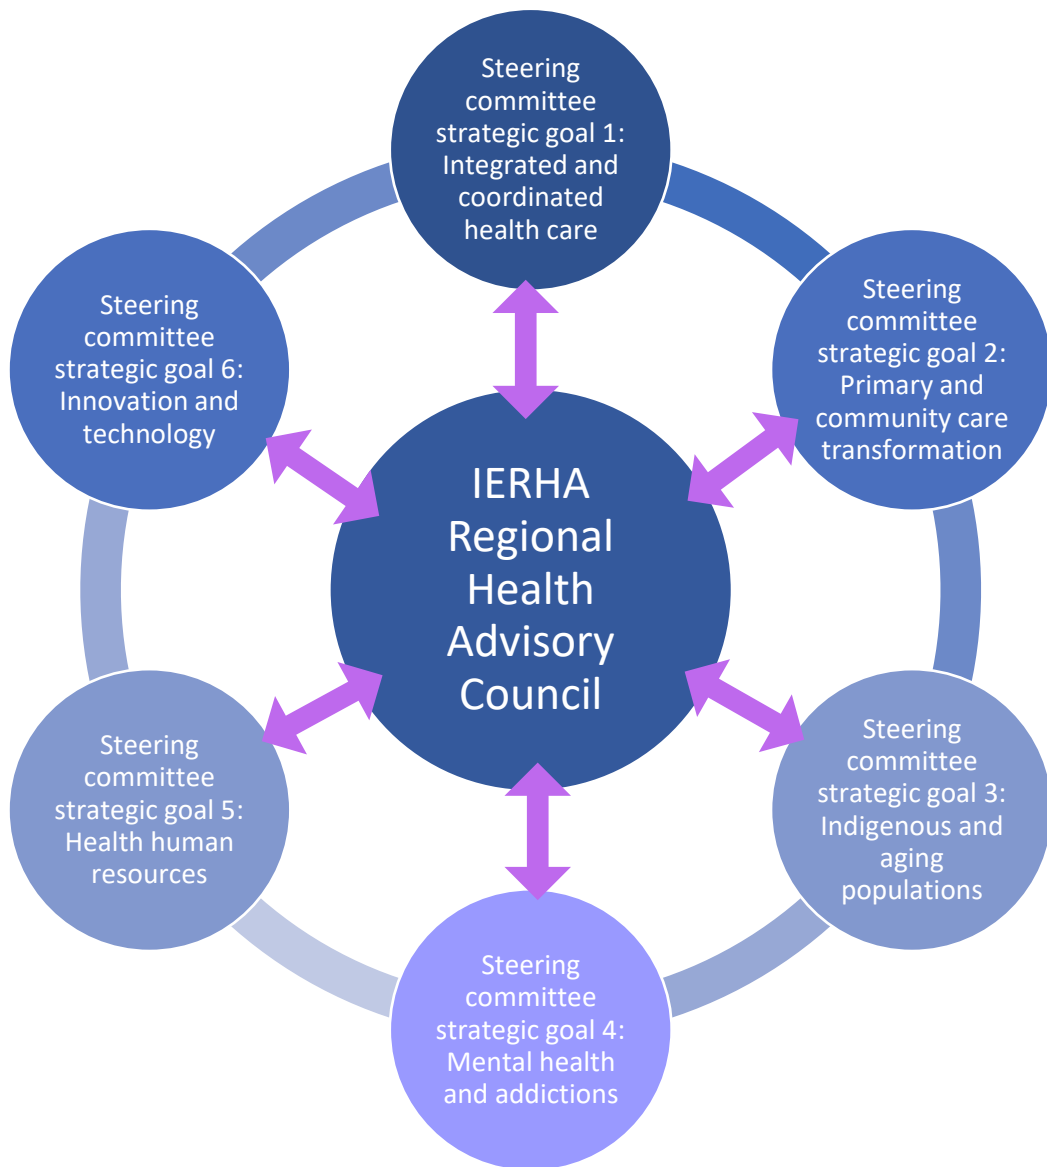 Steering
committee
strategic goal 1:
Integrated and
coordinated
health care
Steering
committee
strategic goal 2:
Primary and
community care
transformation
Steering
committee
strategic goal 3:
Indigenous and
aging
populations
Steering
committee
strategic goal 4:
Mental health
and addictions
Steering
committee
strategic goal 5:
Health human
resources
Steering
committee
strategic goal 6:
Innovation and
technology
IERHA
Regional
Health
Advisory
Council